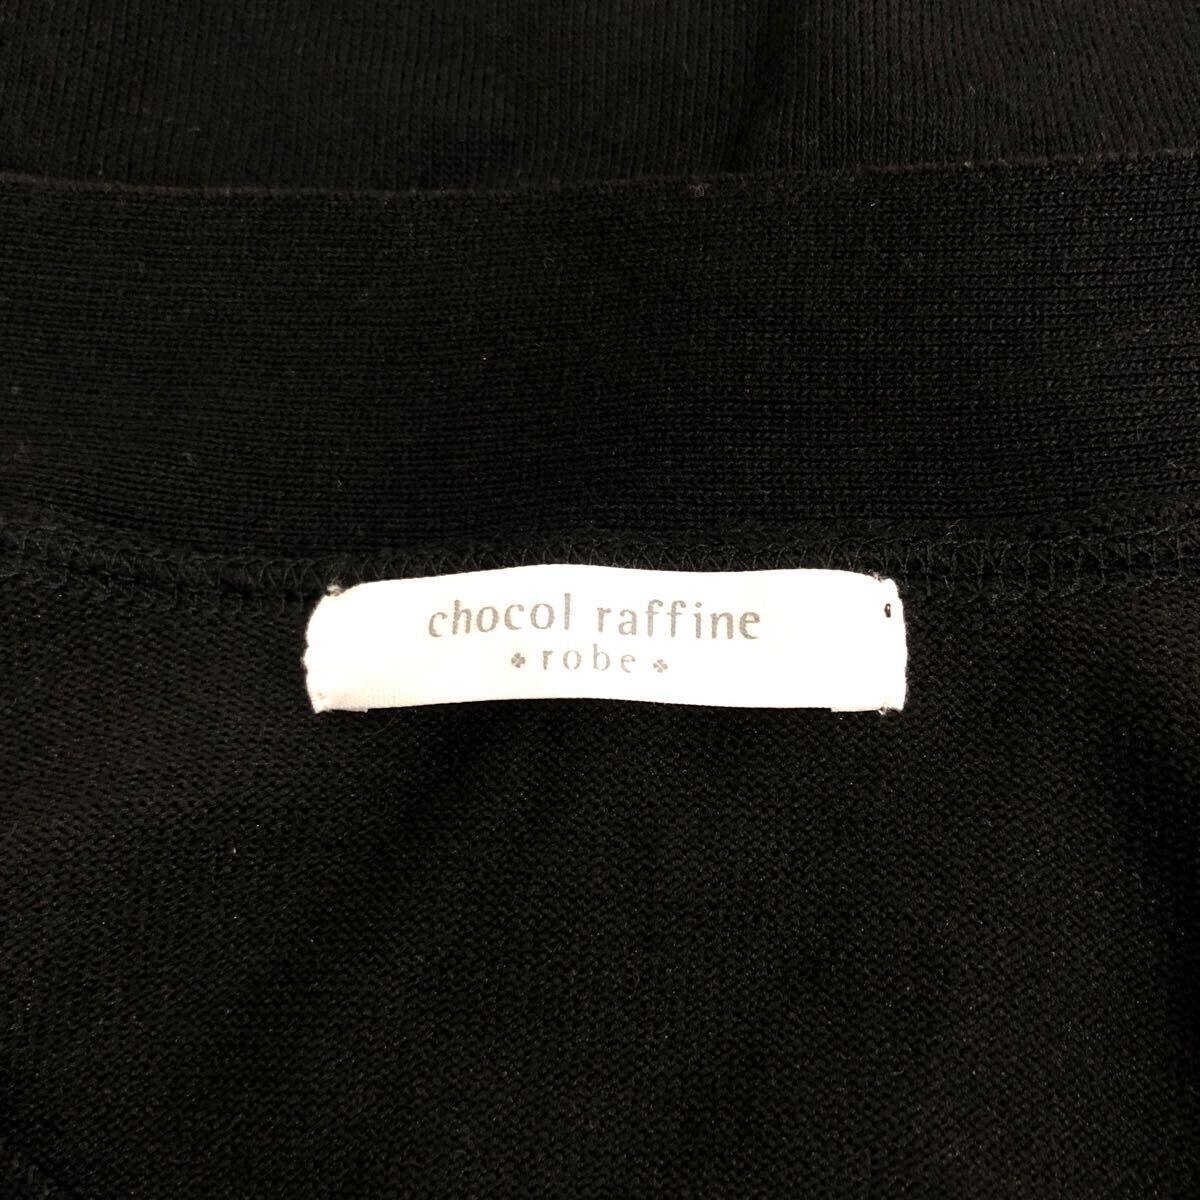 chocol raffine
robe